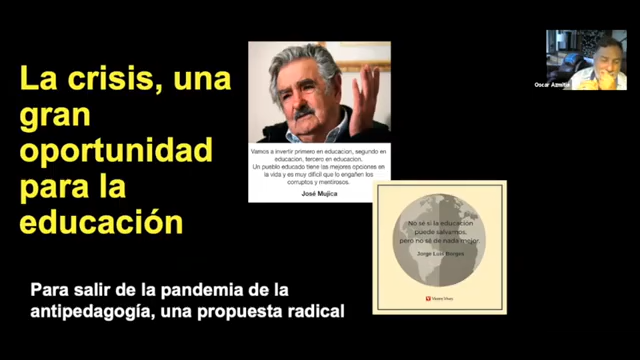 La crisis, una
gran
oportunidad
para la
educación
Para salir de la pandemia de la
antipedagogía, una propuesta radical
Vamos a invertir primero en educación, segundo en
educación, tercero en educación.
Un pueblo educado tiene las mejores opciones en
la vida y es muy difícil que lo engañen los
corruptos y mentirosos.
José Mujica
No sé si la educación
puede salvarnos,
pero no sé de nada mejor.
Jorge Luis Borges
Vicens Vives
Oscar Azmitia